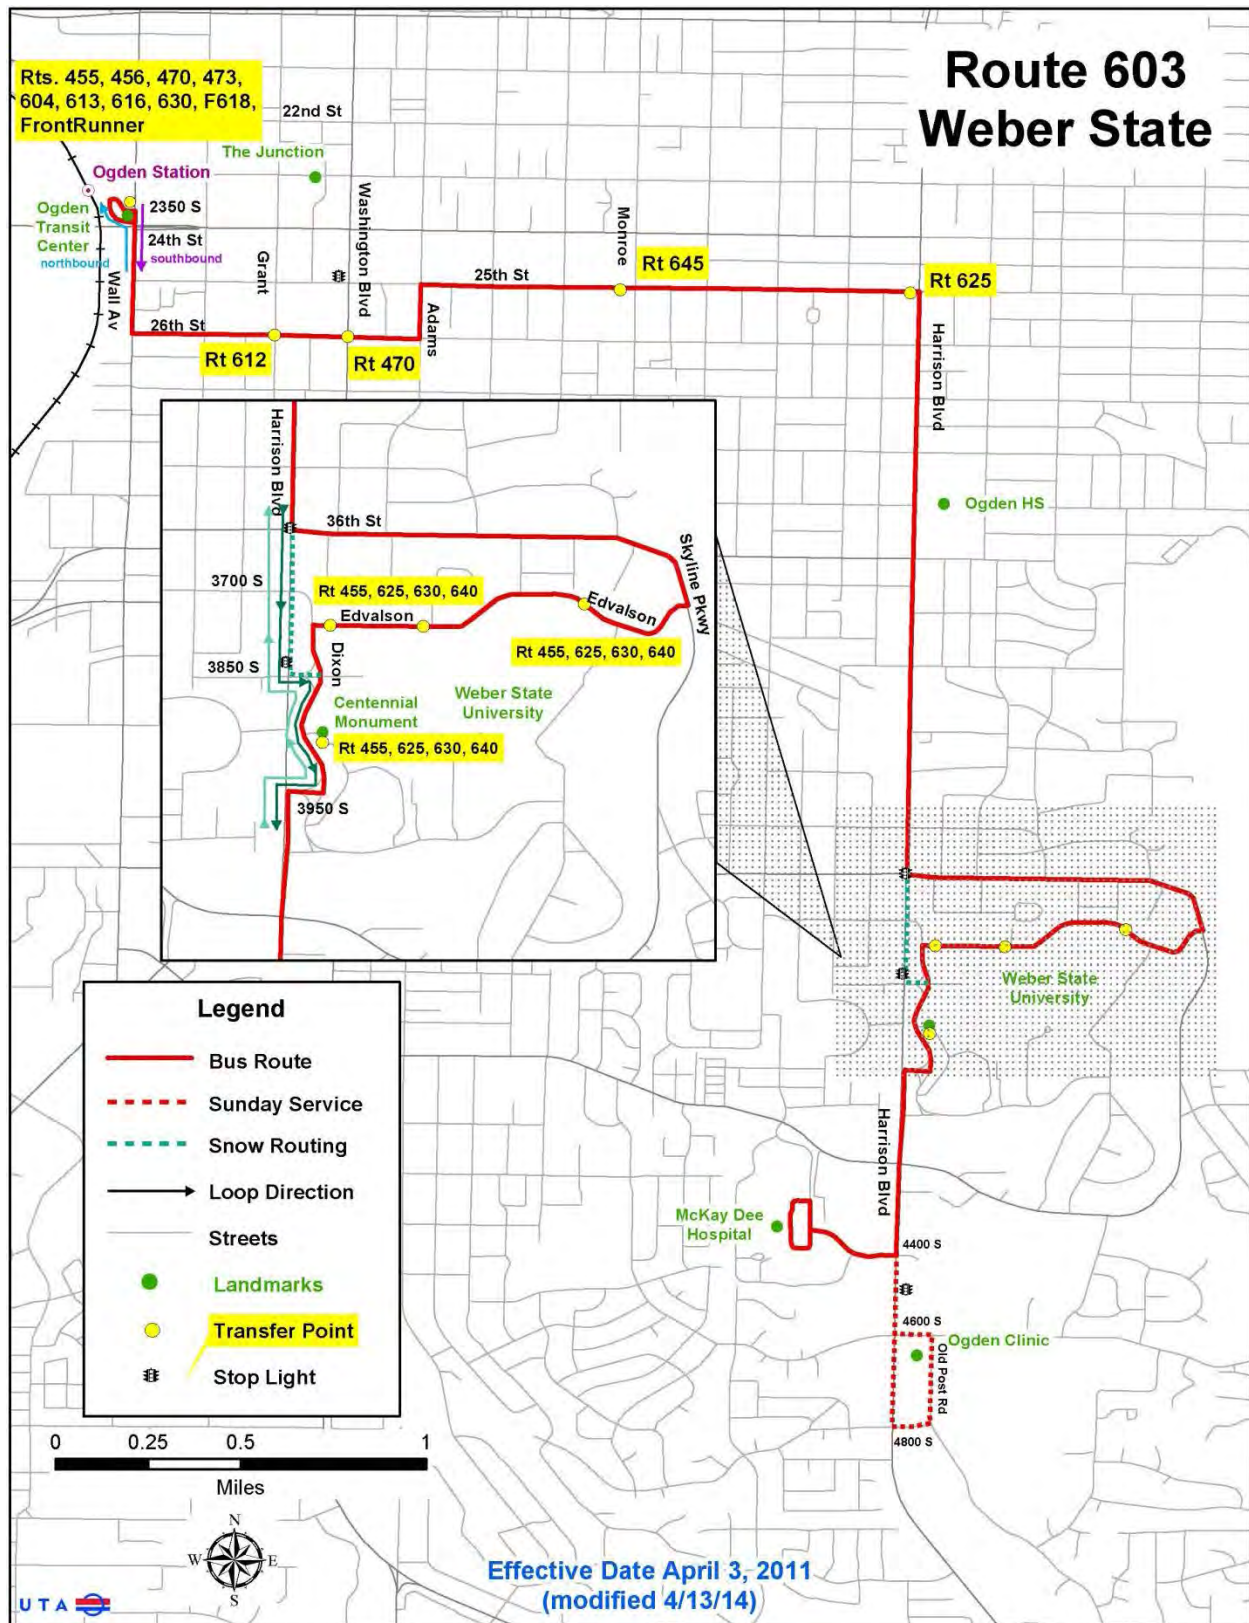 Route 603
Weber State
Rts. 455, 456, 470, 473,
604, 613, 616, 630, F618,
FrontRunner
22nd St
The Junction
Ogden Station
Ogden
Transit
Center
2350 S
24th St
northbound
southbound
Wall Av
Grant
Washington Blvd
Monroe
Rt 645
Rt 625
25th St
Adams
26th St
Rt 612
Rt 470
Harrison Blvd
Ogden HS
Harrison Blvd
36th St
Skyline Pkwy
3700 S
Rt 455, 625, 630, 640
Edvalson
Edvalson
Rt 455, 625, 630, 640
Dixon
3850 S
Centennial
Monument
Weber State
University
Rt 455, 625, 630, 640
3950 S
Weber State
University
Harrison Blvd
McKay Dee
Hospital
4400 S
4600 S
Ogden Clinic
Old Post Rd
4800 S
Legend
Bus Route
Sunday Service
Snow Routing
Loop Direction
Streets
Landmarks
Transfer Point
Stop Light
0 0.25 0.5 1
Miles
N
W E
S
Effective Date April 3, 2011
(modified 4/13/14)
UTA